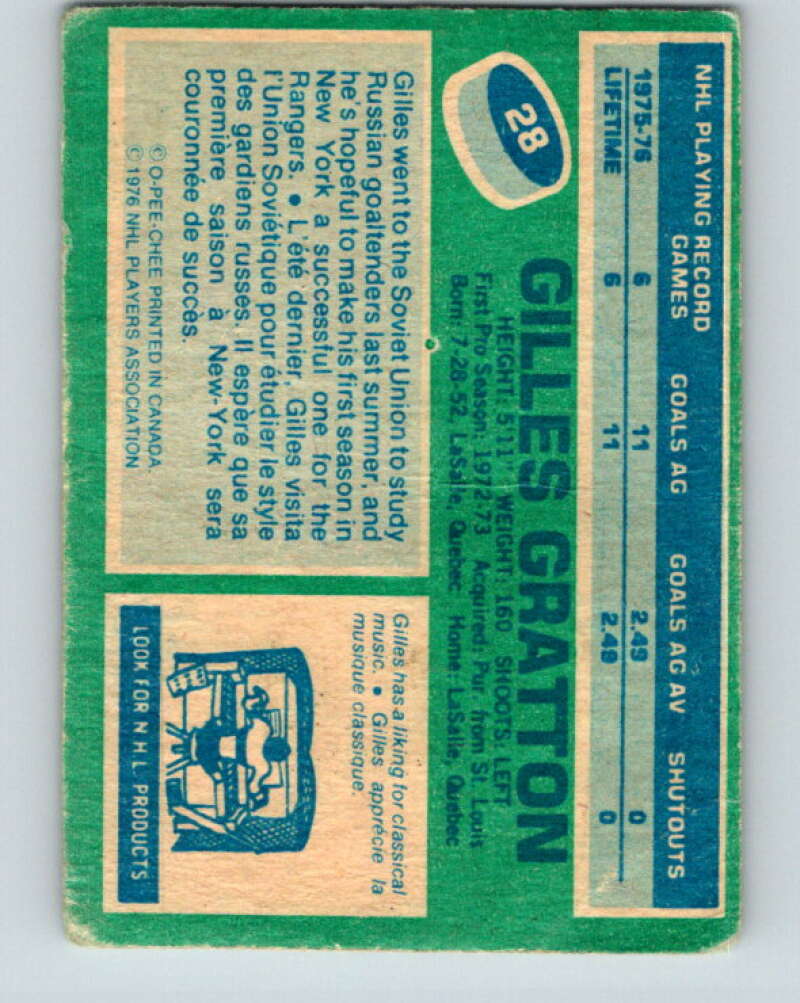 NHL PLAYING RECORD
GAMES GOALS AG GOALS AG AV SHUTOUTS
1975-76 6 11 2.49 0
LIFETIME 6 11 2.49 0
28
GILLES GRATTON
HEIGHT: 5'11" WEIGHT: 160 SHOOTS: LEFT
First Pro Season: 1972-73 Acquired: Pur. from St. Louis
Born: 7-28-52, LaSalle, Quebec Home: LaSalle, Quebec
Gilles went to the Soviet Union to study
Russian goaltenders last summer, and
he's hopeful to make his first season in
New York a successful one for the
Rangers. • L'été dernier, Gilles visita
l'Union Soviétique pour étudier le style
des gardiens russes. Il espère que sa
première saison à New-York sera
couronnée de succès.
© O-PEE-CHEE PRINTED IN CANADA.
© 1976 NHL PLAYERS ASSOCIATION
Gilles has a liking for classical
music. • Gilles apprécie la
musique classique.
LOOK FOR N.H.L. PRODUCTS